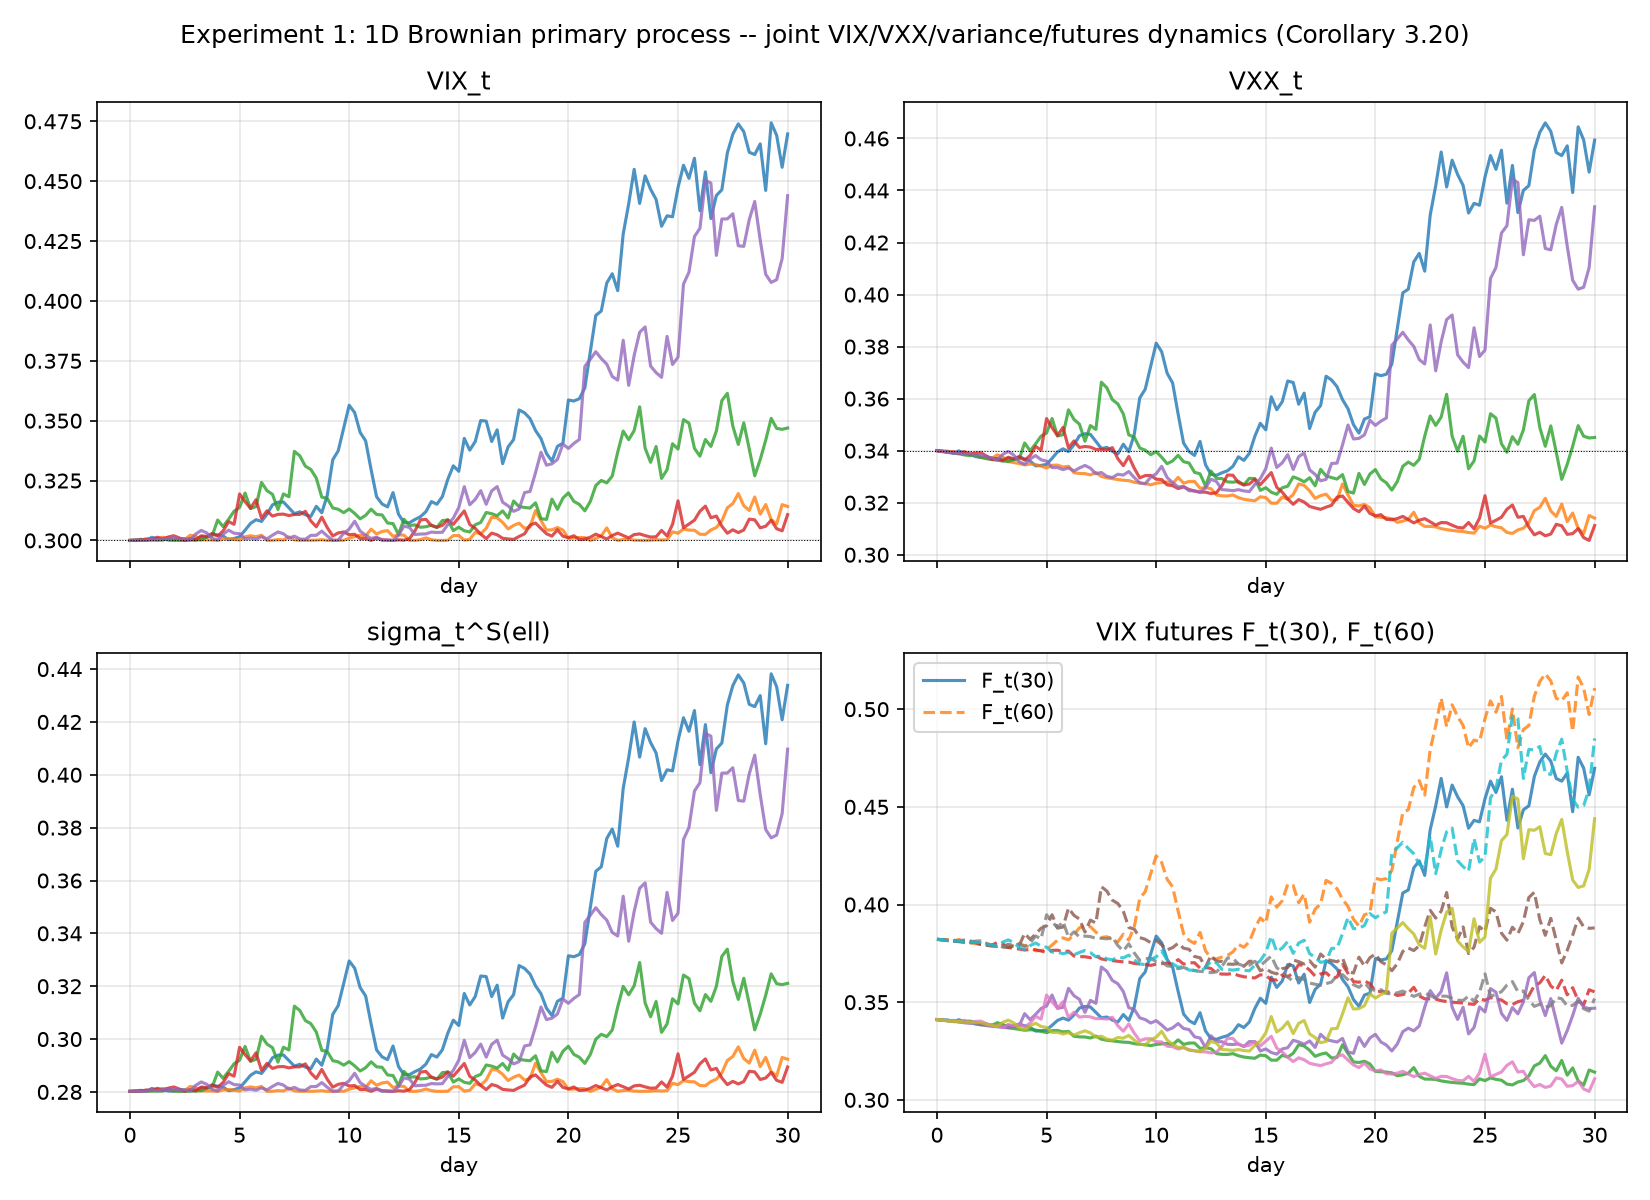 Experiment 1: 1D Brownian primary process -- joint VIX/VXX/variance/futures dynamics (Corollary 3.20)
VIX_t
0.475
0.450
0.425
0.400
0.375
0.350
0.325
0.300
day
VXX_t
0.46
0.44
0.42
0.40
0.38
0.36
0.34
0.32
0.30
day
sigma_t^S(ell)
0.44
0.42
0.40
0.38
0.36
0.34
0.32
0.30
0.28
0 5 10 15 20 25 30
day
VIX futures F_t(30), F_t(60)
F_t(30)
F_t(60)
0.50
0.45
0.40
0.35
0.30
0 5 10 15 20 25 30
day